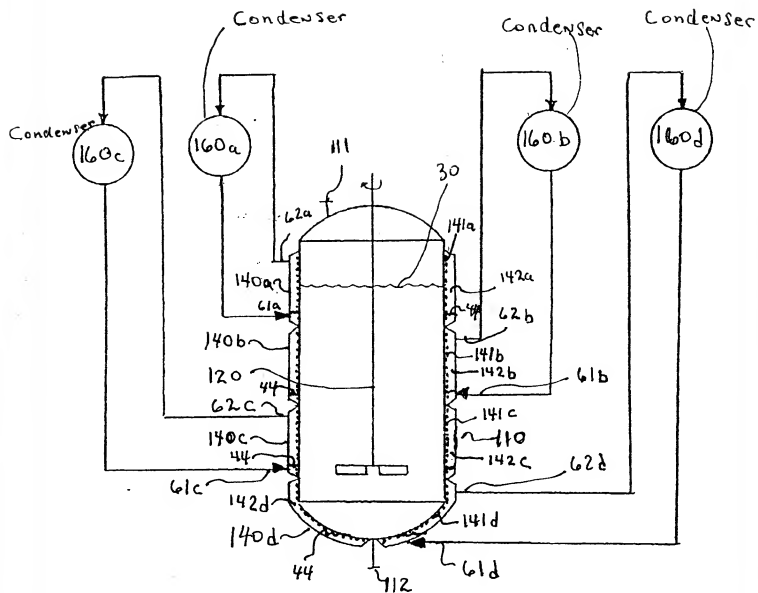 Condenser
Condenser
Condenser
Condenser
160c
160a
160b
160d
111
30
62a
141a
140a
142a
61a
44
62b
140b
141b
142b
120
61b
44
62c
141c
140c
110
44
142c
62d
61c
142d
141d
140d
44
112
61d